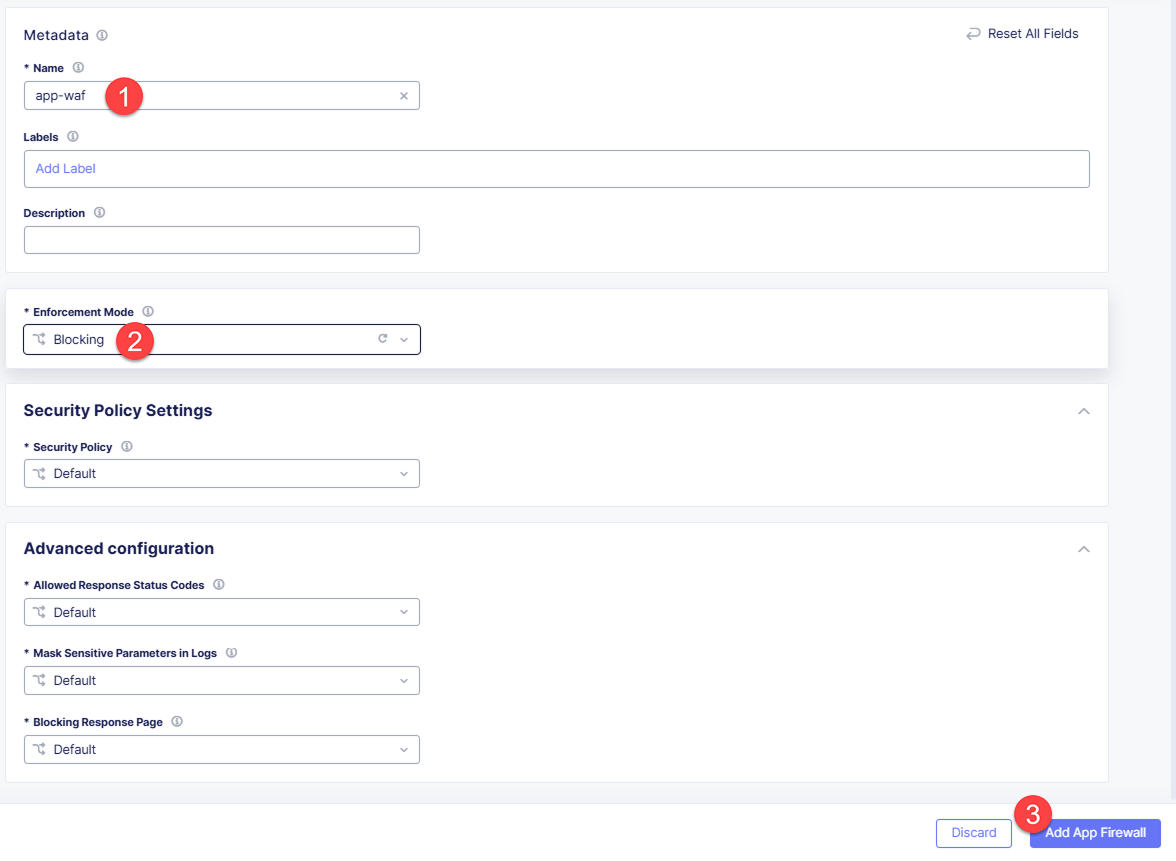 Metadata
Reset All Fields
* Name
app-waf
1
Labels
Add Label
Description
* Enforcement Mode
Blocking
2
Security Policy Settings
* Security Policy
Default
Advanced configuration
* Allowed Response Status Codes
Default
* Mask Sensitive Parameters in Logs
Default
* Blocking Response Page
Default
3
Discard
Add App Firewall